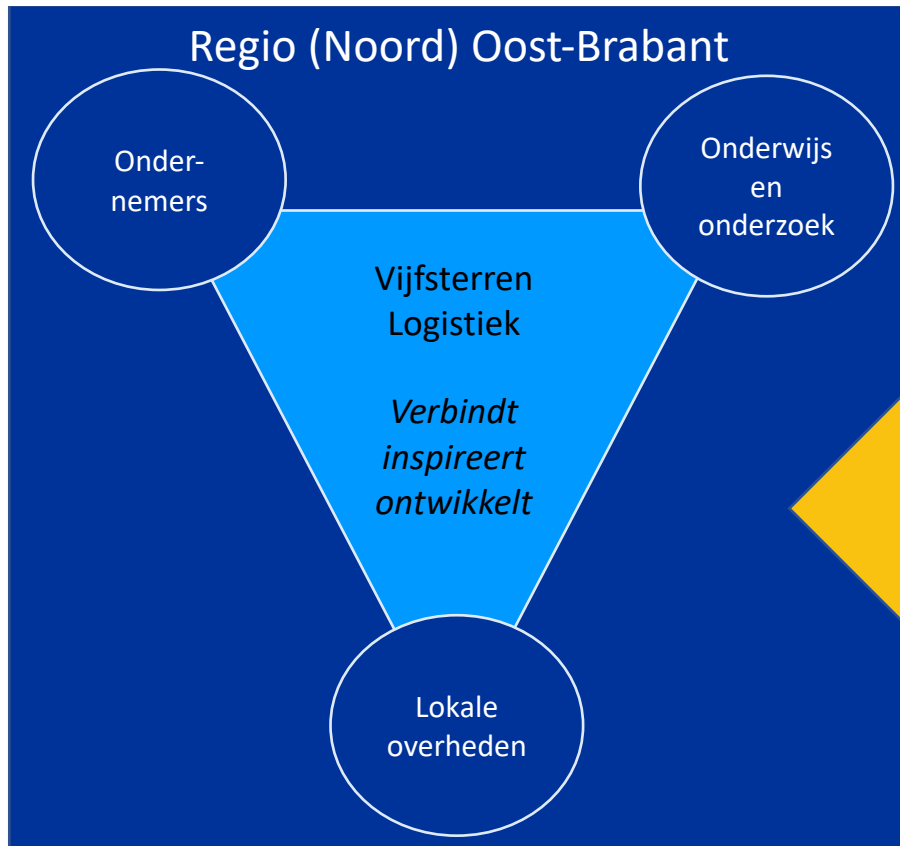 Regio (Noord) Oost-Brabant
Onder-
nemers
Onderwijs
en
onderzoek
Vijfsterren
Logistiek
Verbindt
inspireert
ontwikkelt
Lokale
overheden